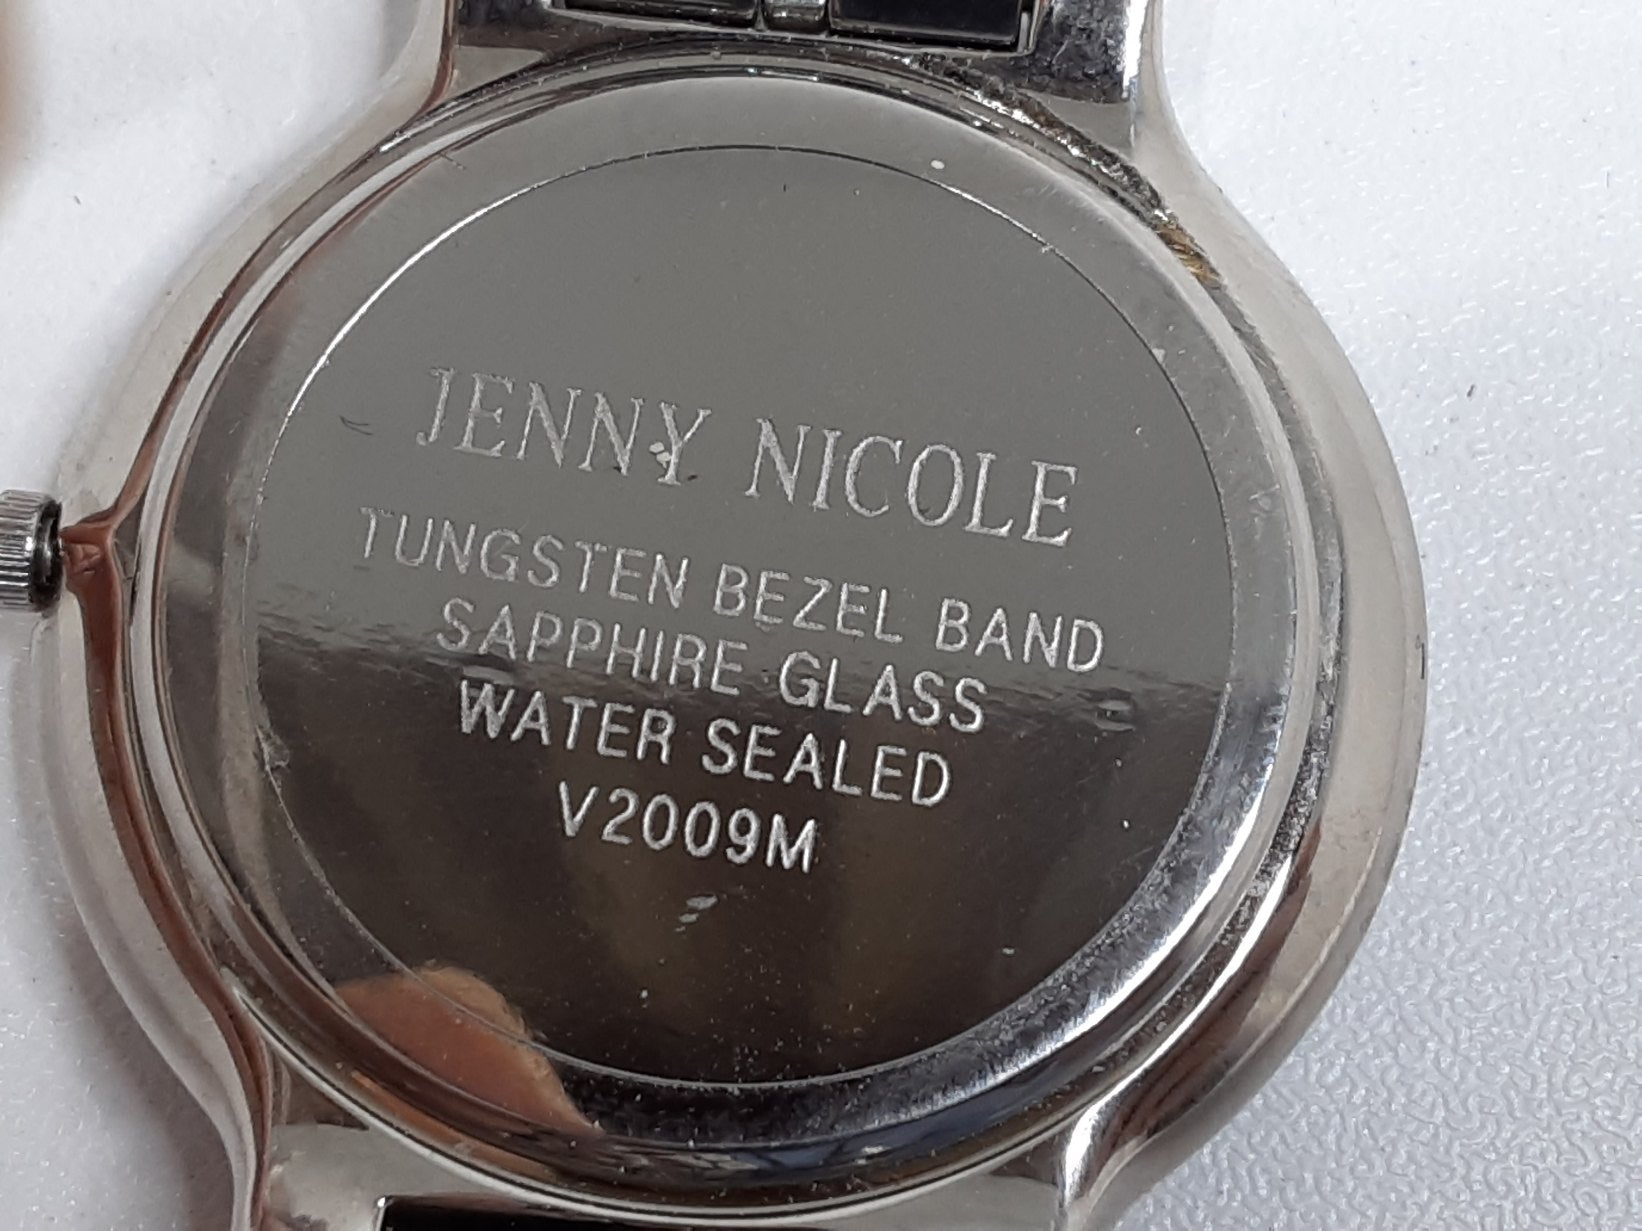 JENNY NICOLE
TUNGSTEN BEZEL BAND
SAPPHIRE GLASS
WATER SEALED
V2009M